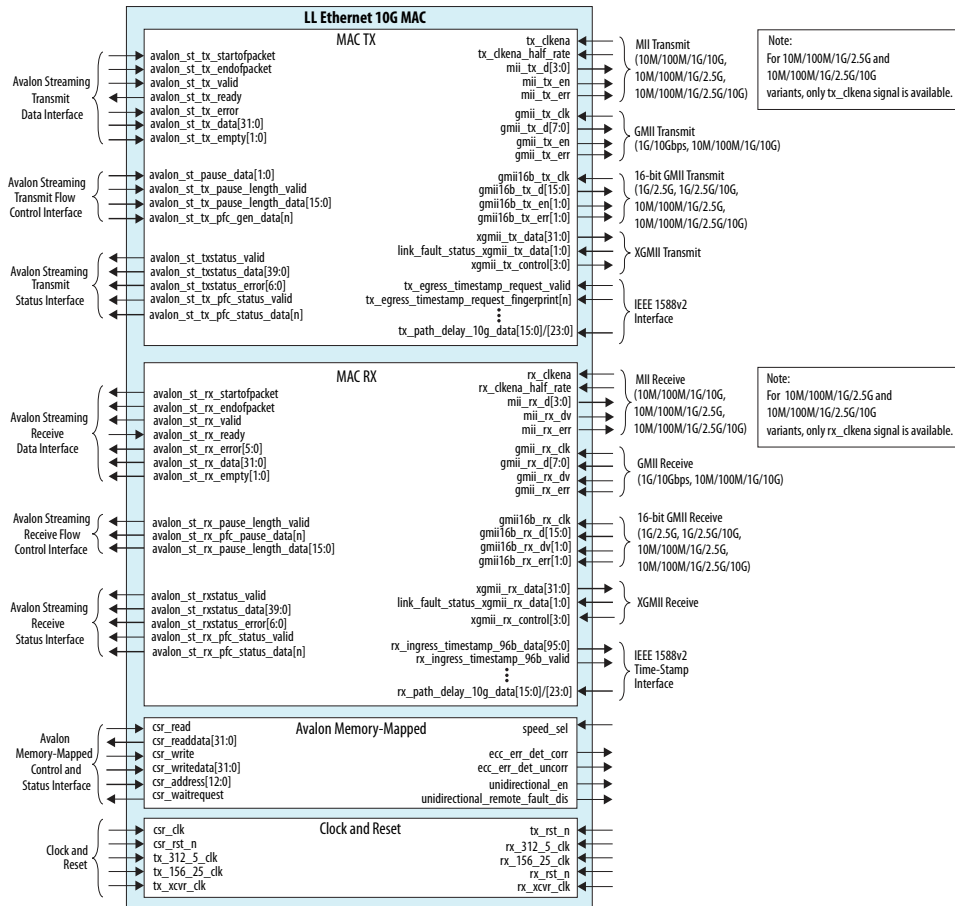 LL Ethernet 10G MAC
MAC TX
Avalon Streaming
Transmit
Data Interface
avalon_st_tx_startofpacket
avalon_st_tx_endofpacket
avalon_st_tx_valid
avalon_st_tx_ready
avalon_st_tx_error
avalon_st_tx_data[31:0]
avalon_st_tx_empty[1:0]
Avalon Streaming
Transmit Flow
Control Interface
avalon_st_pause_data[1:0]
avalon_st_tx_pause_length_valid
avalon_st_tx_pause_length_data[15:0]
avalon_st_tx_pfc_gen_data[n]
Avalon Streaming
Transmit
Status Interface
avalon_st_txstatus_valid
avalon_st_txstatus_data[39:0]
avalon_st_txstatus_error[6:0]
avalon_st_tx_pfc_status_valid
avalon_st_tx_pfc_status_data[n]
tx_clkena
tx_clkena_half_rate
mii_tx_d[3:0]
mii_tx_en
mii_tx_err
MII Transmit
(10M/100M/1G/10G,
10M/100M/1G/2.5G,
10M/100M/1G/2.5G/10G)
Note:
For 10M/100M/1G/2.5G and
10M/100M/1G/2.5G/10G
variants, only tx_clkena signal is available.
gmii_tx_clk
gmii_tx_d[7:0]
gmii_tx_en
gmii_tx_err
GMII Transmit
(1G/10Gbps, 10M/100M/1G/10G)
gmii16b_tx_clk
gmii16b_tx_d[15:0]
gmii16b_tx_en[1:0]
gmii16b_tx_err[1:0]
16-bit GMII Transmit
(1G/2.5G, 1G/2.5G/10G,
10M/100M/1G/2.5G,
10M/100M/1G/2.5G/10G)
xgmii_tx_data[31:0]
link_fault_status_xgmii_tx_data[1:0]
xgmii_tx_control[3:0]
XGMII Transmit
tx_egress_timestamp_request_valid
tx_egress_timestamp_request_fingerprint[n]
tx_path_delay_10g_data[15:0]/[23:0]
IEEE 1588v2
Interface
MAC RX
Avalon Streaming
Receive
Data Interface
avalon_st_rx_startofpacket
avalon_st_rx_endofpacket
avalon_st_rx_valid
avalon_st_rx_ready
avalon_st_rx_error[5:0]
avalon_st_rx_data[31:0]
avalon_st_rx_empty[1:0]
Avalon Streaming
Receive Flow
Control Interface
avalon_st_rx_pause_length_valid
avalon_st_rx_pfc_pause_data[n]
avalon_st_rx_pause_length_data[15:0]
Avalon Streaming
Receive
Status Interface
avalon_st_rxstatus_valid
avalon_st_rxstatus_data[39:0]
avalon_st_rxstatus_error[6:0]
avalon_st_rx_pfc_status_valid
avalon_st_rx_pfc_status_data[n]
rx_clkena
rx_clkena_half_rate
mii_rx_d[3:0]
mii_rx_dv
mii_rx_err
MII Receive
(10M/100M/1G/10G,
10M/100M/1G/2.5G,
10M/100M/1G/2.5G/10G)
Note:
For 10M/100M/1G/2.5G and
10M/100M/1G/2.5G/10G
variants, only rx_clkena signal is available.
gmii_rx_clk
gmii_rx_d[7:0]
gmii_rx_dv
gmii_rx_err
GMII Receive
(1G/10Gbps, 10M/100M/1G/10G)
gmii16b_rx_clk
gmii16b_rx_d[15:0]
gmii16b_rx_dv[1:0]
gmii16b_rx_err[1:0]
16-bit GMII Receive
(1G/2.5G, 1G/2.5G/10G,
10M/100M/1G/2.5G,
10M/100M/1G/2.5G/10G)
xgmii_rx_data[31:0]
link_fault_status_xgmii_rx_data[1:0]
xgmii_rx_control[3:0]
XGMII Receive
rx_ingress_timestamp_96b_data[95:0]
rx_ingress_timestamp_96b_valid
rx_path_delay_10g_data[15:0]/[23:0]
IEEE 1588v2
Time-Stamp
Interface
Avalon Memory-Mapped
Avalon
Memory-Mapped
Control and
Status Interface
csr_read
csr_readdata[31:0]
csr_write
csr_writedata[31:0]
csr_address[12:0]
csr_waitrequest
speed_sel
ecc_err_det_corr
ecc_err_det_uncorr
unidirectional_en
unidirectional_remote_fault_dis
Clock and Reset
Clock and
Reset
csr_clk
csr_rst_n
tx_312_5_clk
tx_156_25_clk
tx_xcvr_clk
tx_rst_n
rx_312_5_clk
rx_156_25_clk
rx_rst_n
rx_xcvr_clk